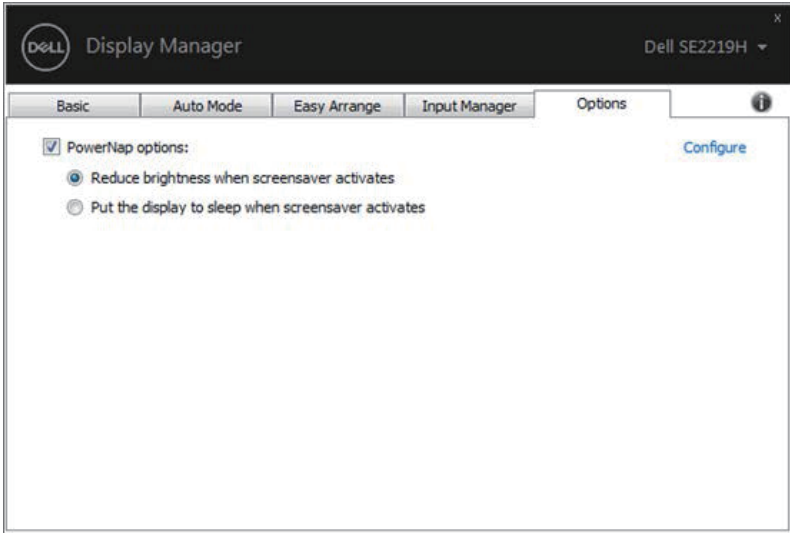 x
DELL Display Manager Dell SE2219H
Basic Auto Mode Easy Arrange Input Manager Options i
PowerNap options: Configure
Reduce brightness when screensaver activates
Put the display to sleep when screensaver activates